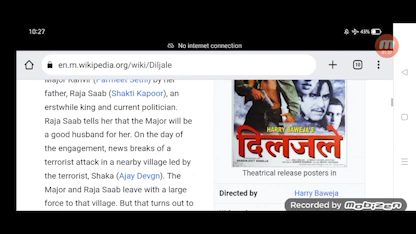 10:27
48%
No internet connection
en.m.wikipedia.org/wiki/Diljale
10
Major Ranvir (Parmeet Sethi) by her
father, Raja Saab (Shakti Kapoor), an
erstwhile king and current politician.
Raja Saab tells her that the Major will be
a good husband for her. On the day of
the engagement, news breaks of a
terrorist attack in a nearby village led by
the terrorist, Shaka (Ajay Devgn). The
Major and Raja Saab leave with a large
force to that village. But that turns out to
HARRY BAWEJA'S
दिलजले
Theatrical release posters in
Directed by Harry Baweja
Recorded by MOBIZEN